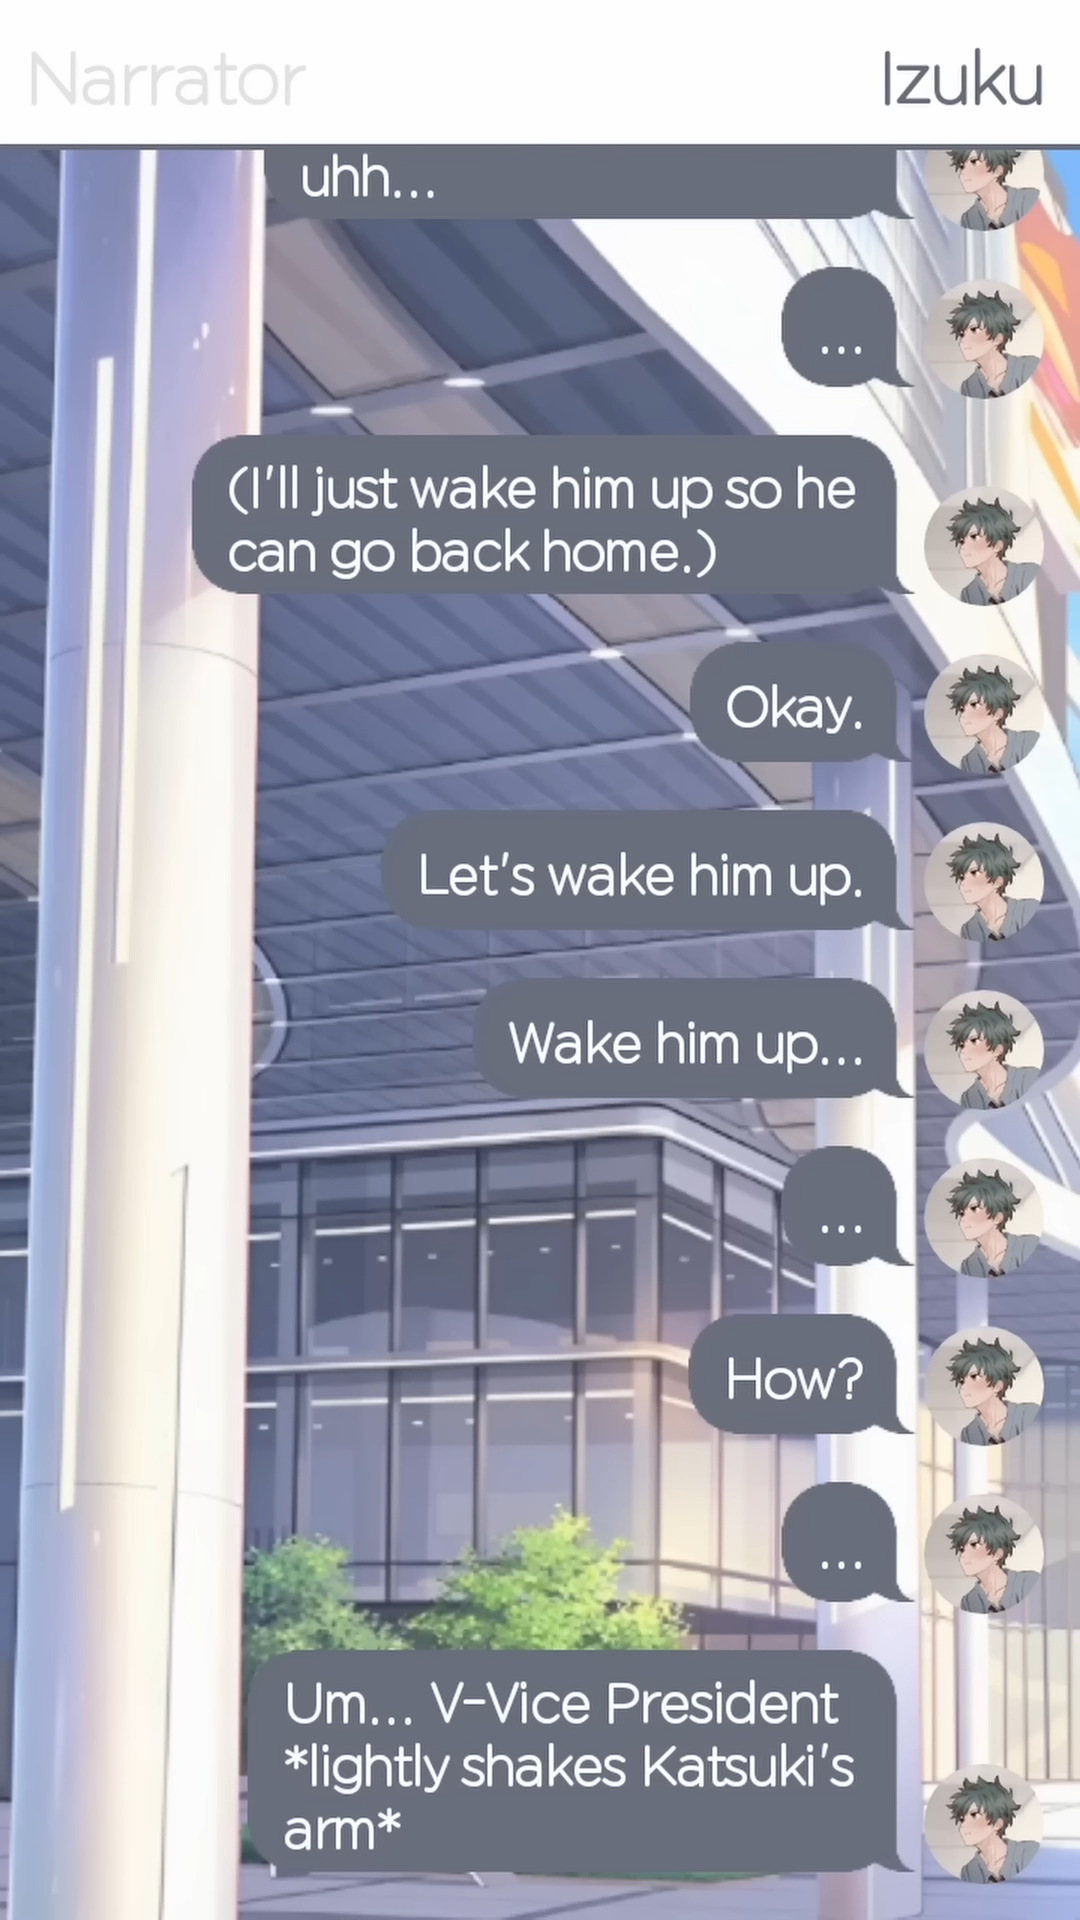 Narrator
Izuku
uhh...
...
(I'll just wake him up so he
can go back home.)
Okay.
Let's wake him up.
Wake him up...
...
How?
...
Um... V-Vice President
*lightly shakes Katsuki's
arm*